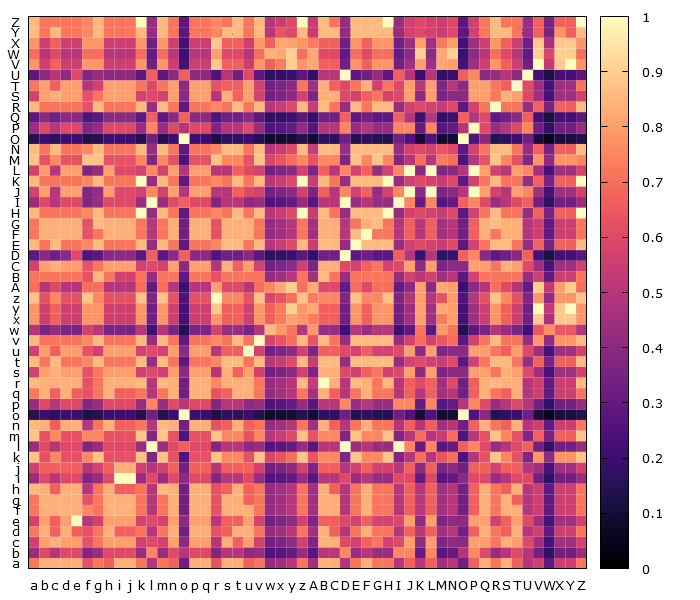 Z
Y
X
W
V
U
T
S
R
Q
P
O
N
M
L
K
J
I
H
G
F
E
D
C
B
A
z
y
x
w
v
u
t
s
r
q
p
o
n
m
l
k
j
i
h
g
f
e
d
c
b
a
a b c d e f g h i j k l m n o p q r s t u v w x y z A B C D E F G H I J K L M N O P Q R S T U V W X Y Z
1
0.9
0.8
0.7
0.6
0.5
0.4
0.3
0.2
0.1
0